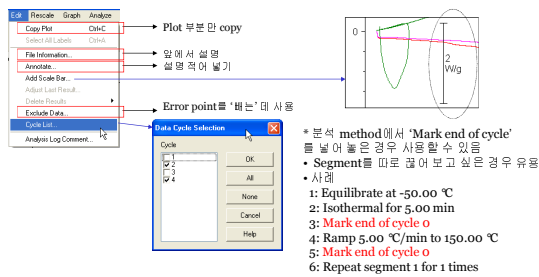 Edit Rescale Graph Analyze
Copy Plot Ctrl+C
Select All Labels Ctrl+A
File Information...
Annotate...
Add Scale Bar...
Adjust Last Result...
Delete Results
Exclude Data...
Cycle List...
Analysis Log Comment...
Plot 부분만 copy
앞에서 설명
설명 적어 넣기
Error point를 ‘빼는’ 데 사용
Data Cycle Selection
Cycle
1
2
3
4
OK
All
None
Cancel
Help
0
2
W/g
* 분석 method에서 ‘Mark end of cycle’
를 넣어 놓은 경우 사용할 수 있음
• Segment를 따로 끊어 보고 싶은 경우 유용
• 사례
1: Equilibrate at -50.00 ℃
2: Isothermal for 5.00 min
3: Mark end of cycle 0
4: Ramp 5.00 ℃/min to 150.00 ℃
5: Mark end of cycle 0
6: Repeat segment 1 for 1 times